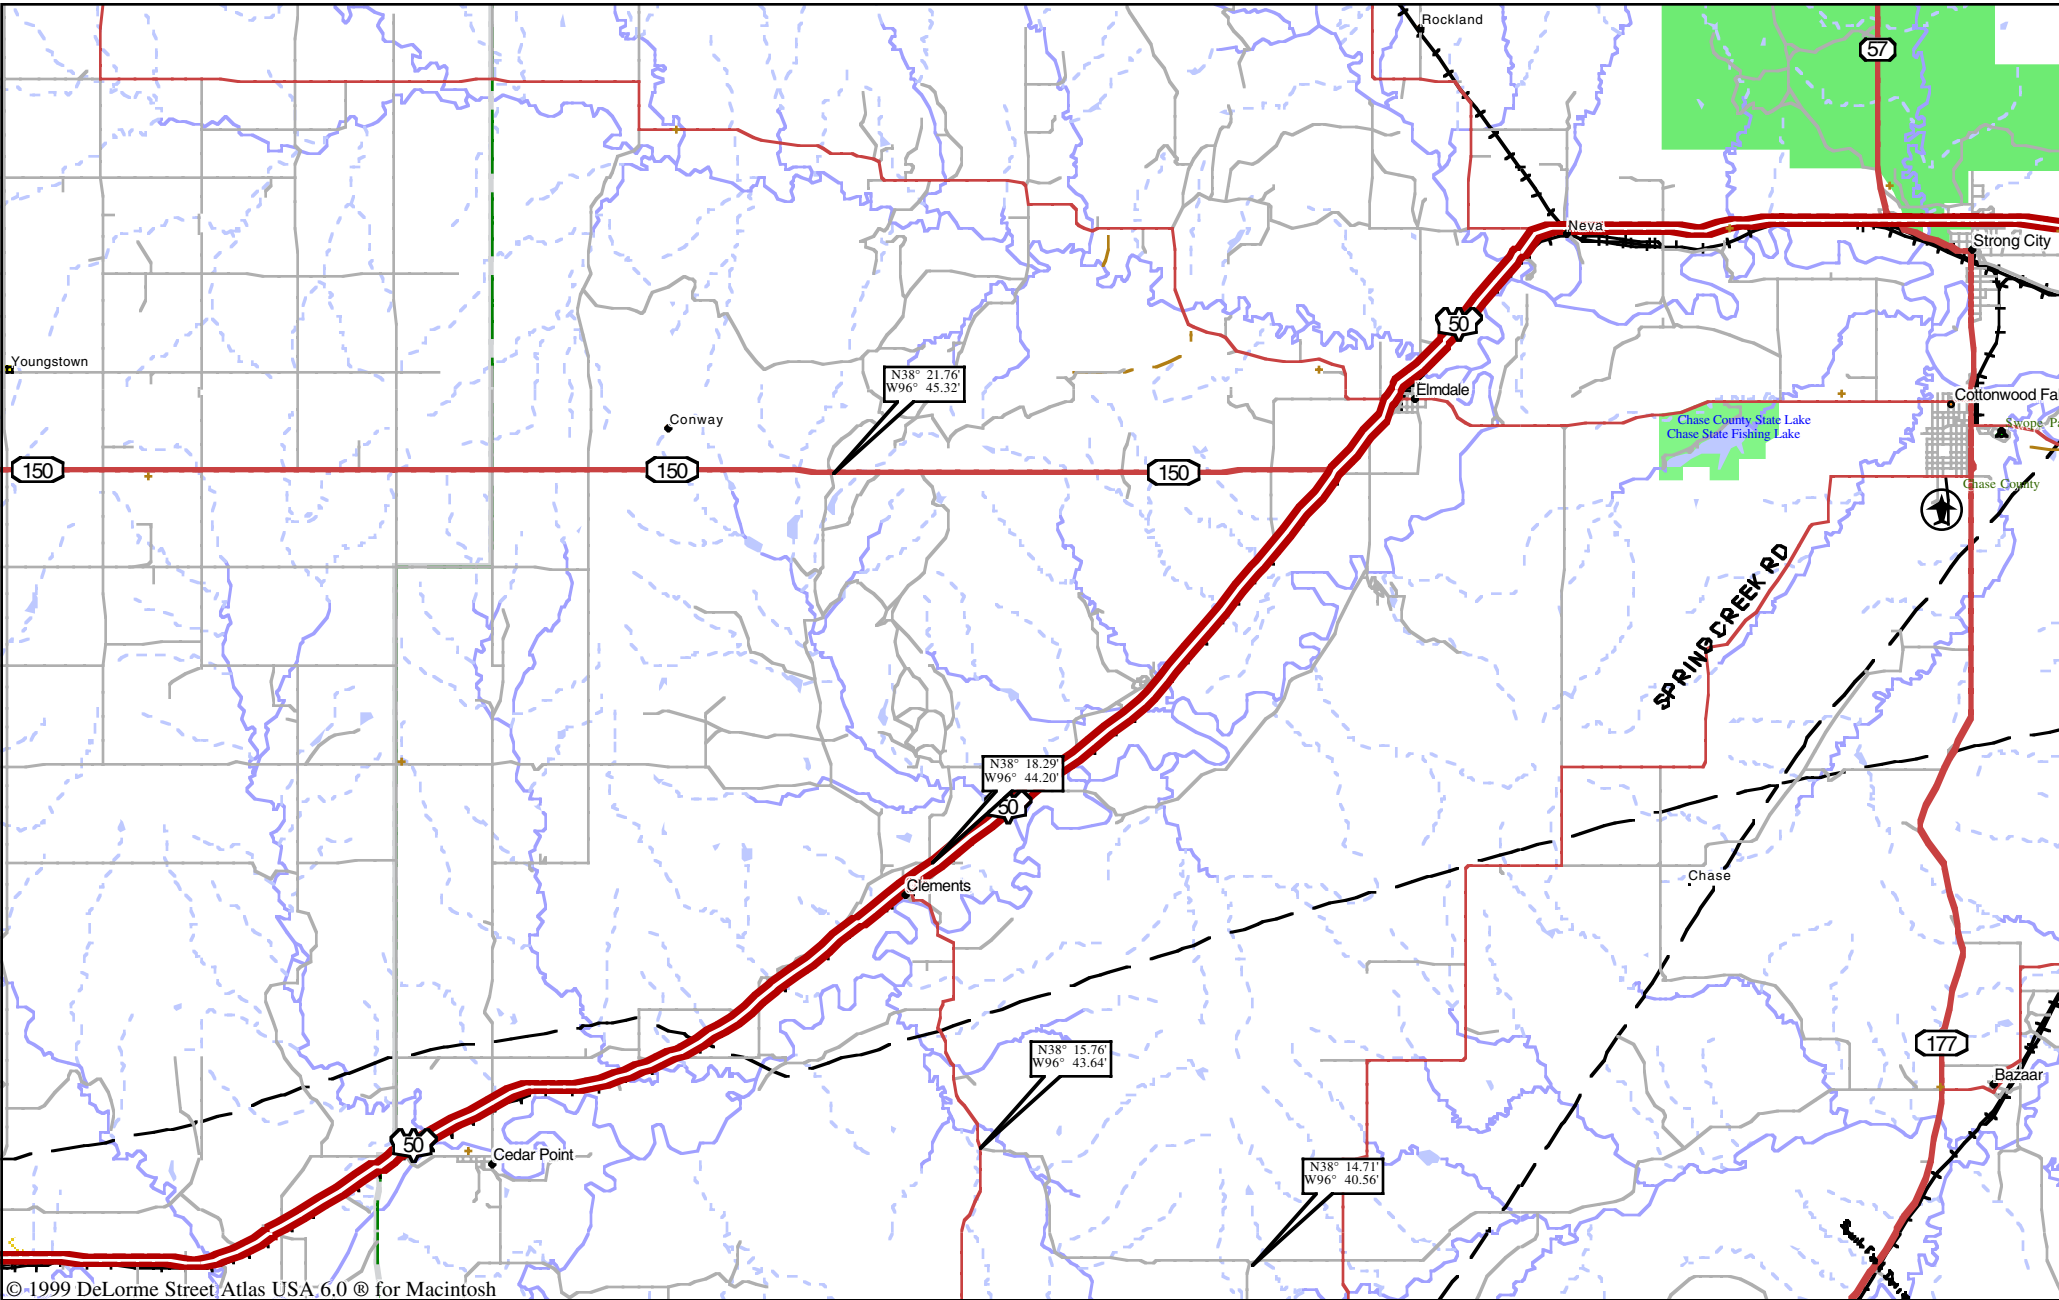 Rockland
57
Neva
Strong City
50
Youngstown
N38° 21.76'
W96° 45.32'
Elmdale
Cottonwood Fa
Conway
Chase County State Lake
Chase State Fishing Lake
Swope Pa
150
150
150
Chase County
SPRING CREEK RD
N38° 18.29'
W96° 44.20'
50
Chase
Clements
N38° 15.76'
W96° 43.64'
177
Bazaar
50
Cedar Point
N38° 14.71'
W96° 40.56'
© 1999 DeLorme Street Atlas USA 6.0 ® for Macintosh